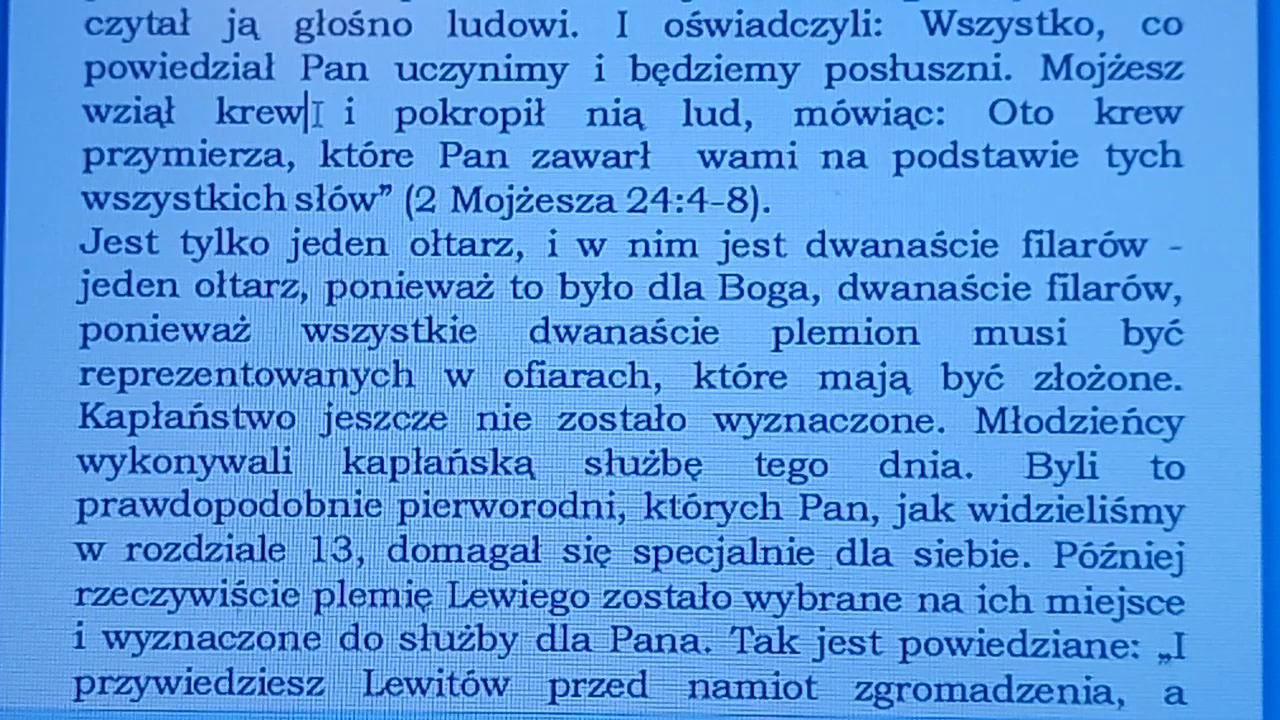 czytał ją głośno ludowi. I oświadczyli: Wszystko, co
powiedział Pan uczynimy i będziemy posłuszni. Mojżesz
wziął krew i pokropił nią lud, mówiąc: Oto krew
przymierza, które Pan zawarł wami na podstawie tych
wszystkich słów” (2 Mojżesza 24:4-8).
Jest tylko jeden ołtarz, i w nim jest dwanaście filarów -
jeden ołtarz, ponieważ to było dla Boga, dwanaście filarów,
ponieważ wszystkie dwanaście plemion musi być
reprezentowanych w ofiarach, które mają być złożone.
Kapłaństwo jeszcze nie zostało wyznaczone. Młodzieńcy
wykonywali kapłańską służbę tego dnia. Byli to
prawdopodobnie pierworodni, których Pan, jak widzieliśmy
w rozdziale 13, domagał się specjalnie dla siebie. Później
rzeczywiście plemię Lewiego zostało wybrane na ich miejsce
i wyznaczone do służby dla Pana. Tak jest powiedziane: „I
przywiedziesz Lewitów przed namiot zgromadzenia, a